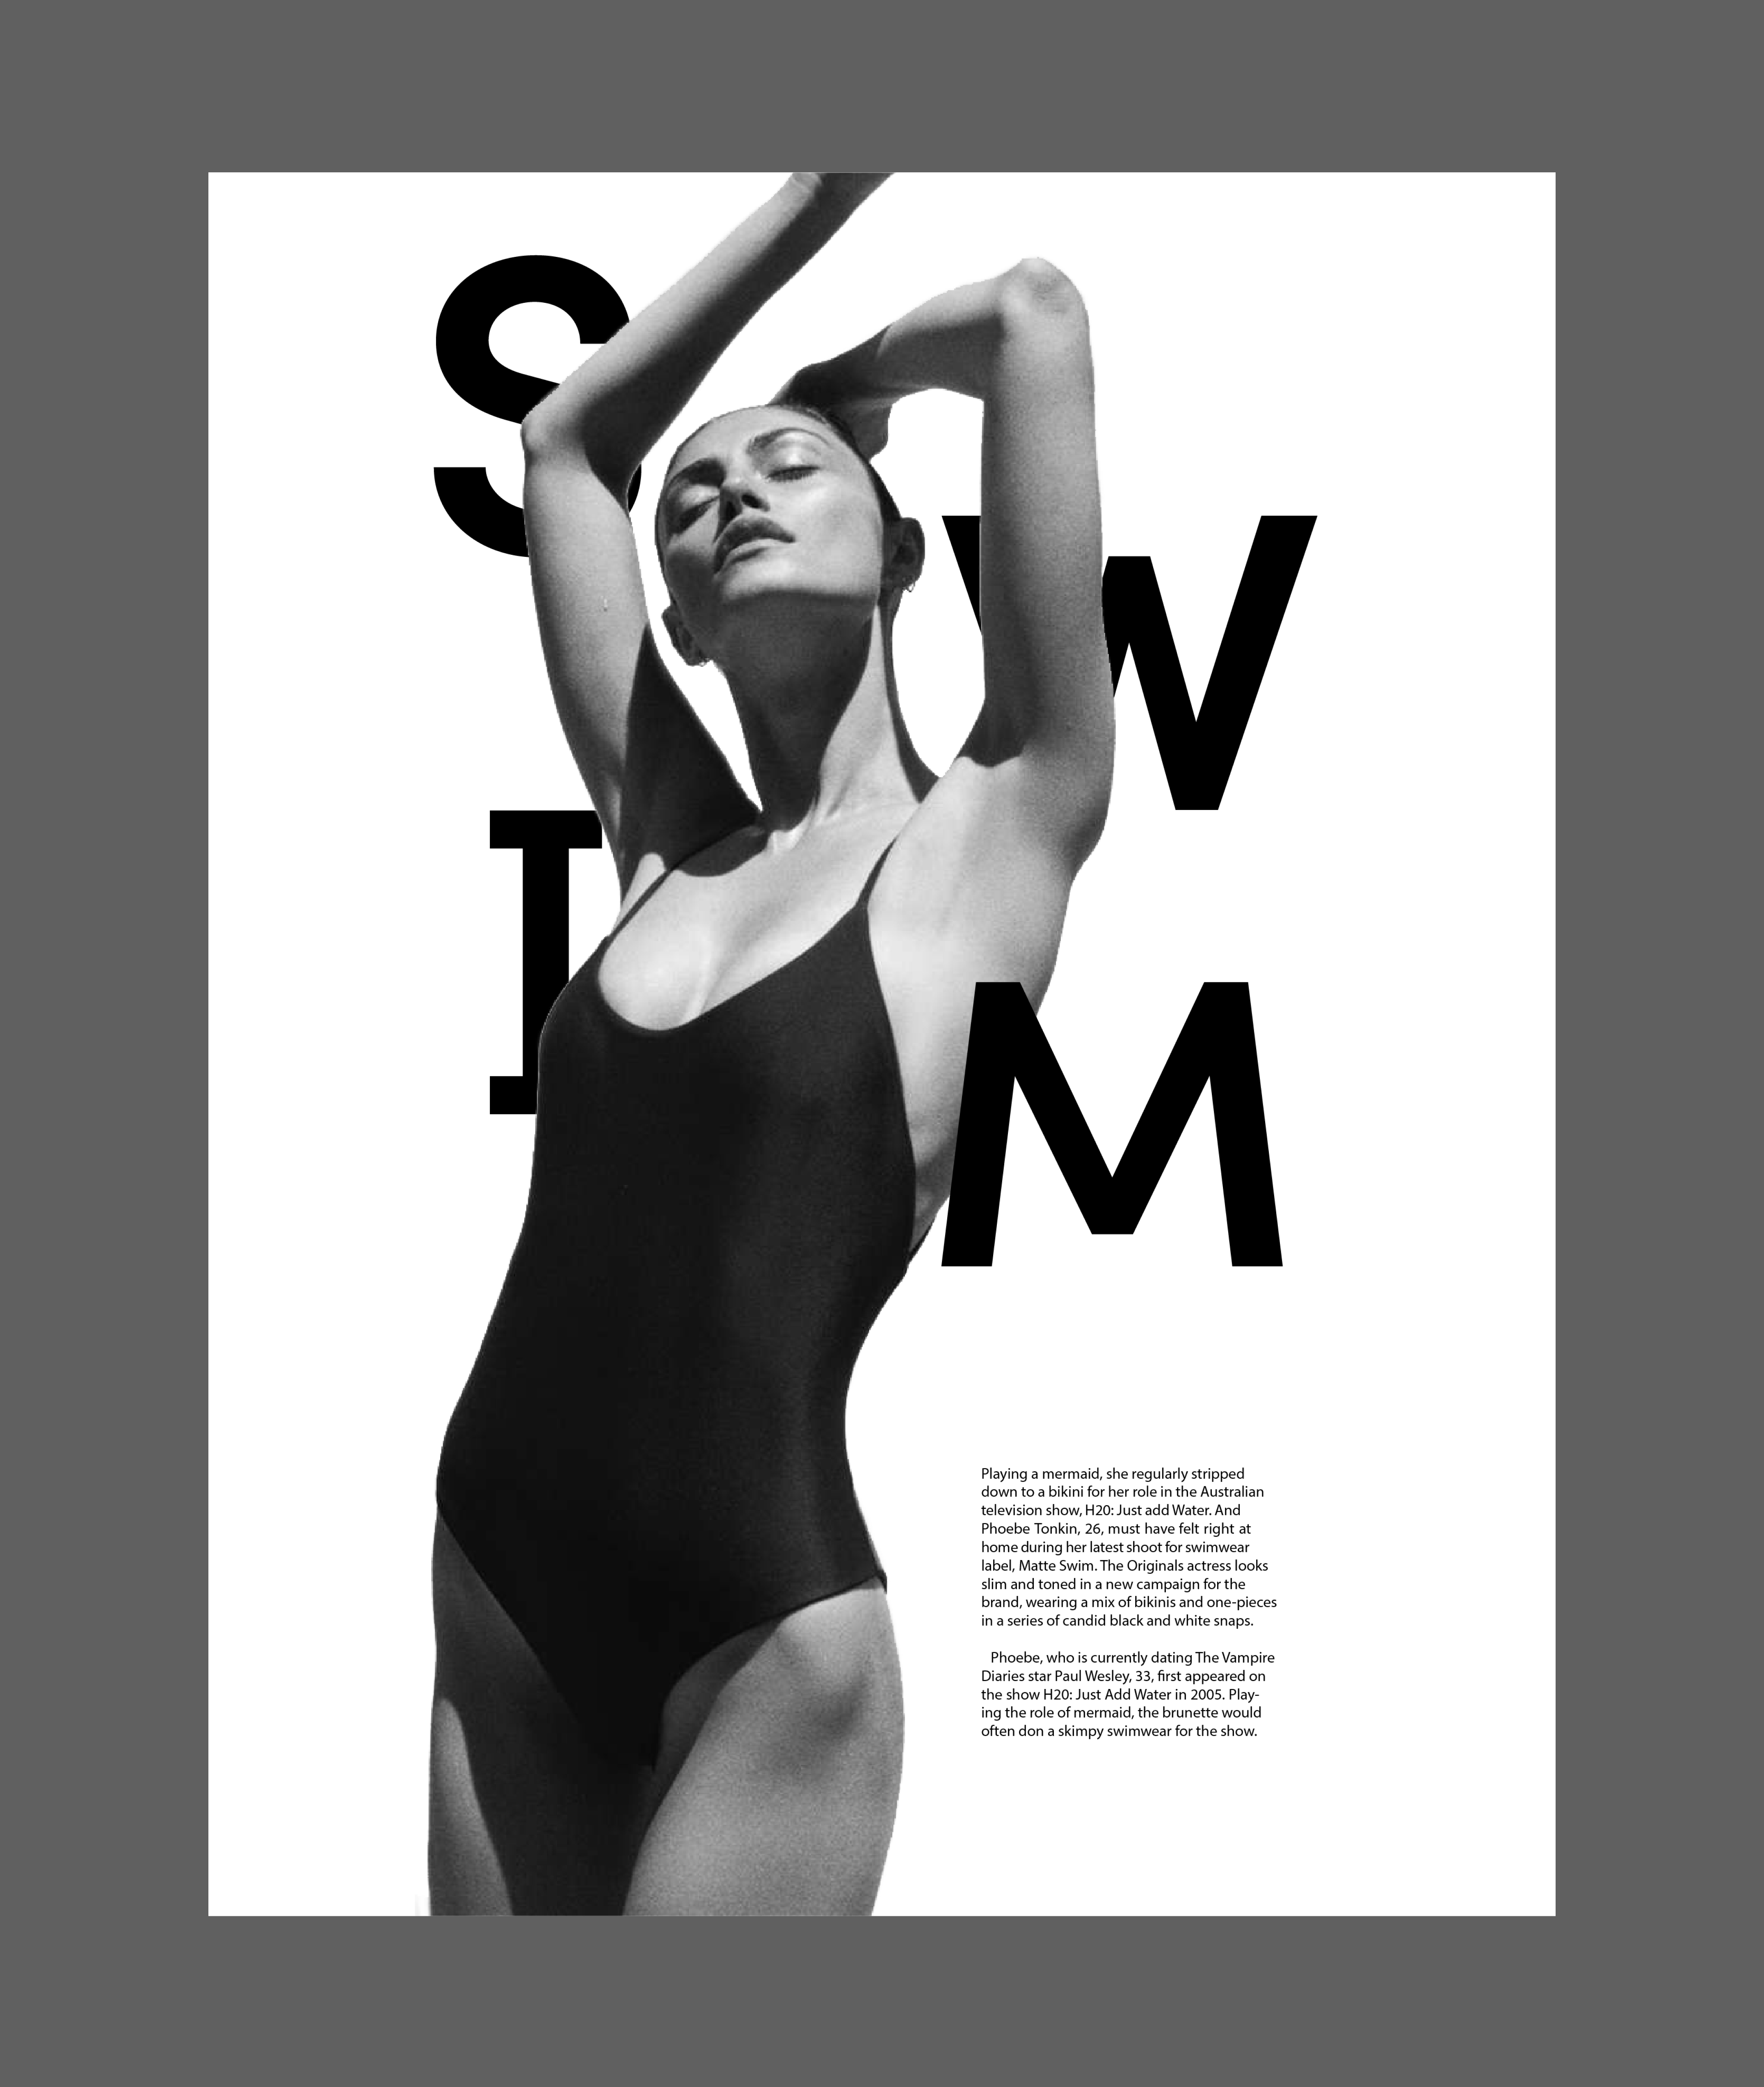 S
W
I
M
Playing a mermaid, she regularly stripped
down to a bikini for her role in the Australian
television show, H20: Just add Water. And
Phoebe Tonkin, 26, must have felt right at
home during her latest shoot for swimwear
label, Matte Swim. The Originals actress looks
slim and toned in a new campaign for the
brand, wearing a mix of bikinis and one-pieces
in a series of candid black and white snaps.
Phoebe, who is currently dating The Vampire
Diaries star Paul Wesley, 33, first appeared on
the show H20: Just Add Water in 2005. Play-
ing the role of mermaid, the brunette would
often don a skimpy swimwear for the show.